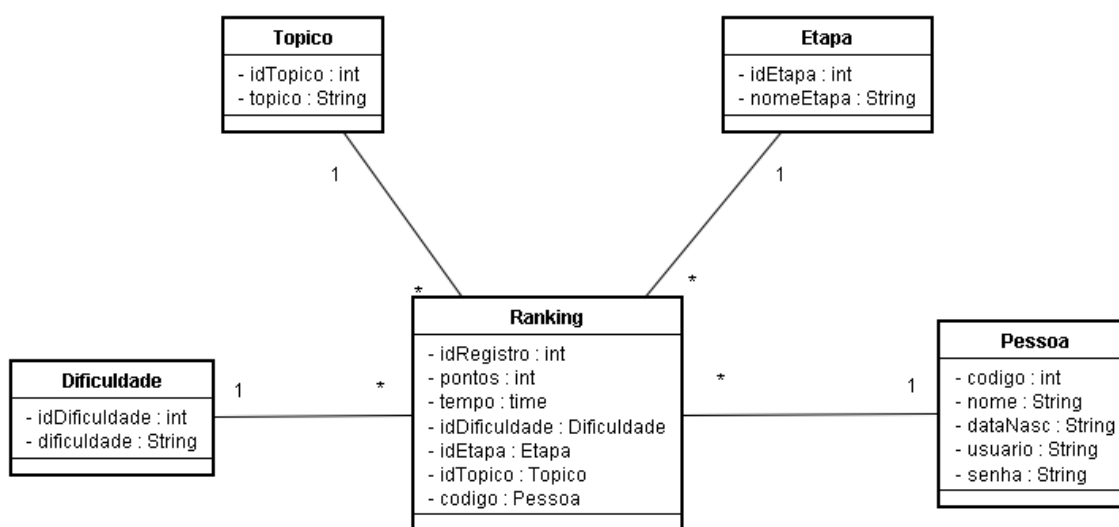 Topico
- idTopico : int
- topico : String
Etapa
- idEtapa : int
- nomeEtapa : String
1
1
*
*
Ranking
- idRegistro : int
- pontos : int
- tempo : time
- idDificuldade : Dificuldade
- idEtapa : Etapa
- idTopico : Topico
- codigo : Pessoa
Dificuldade
- idDificuldade : int
- dificuldade : String
1
*
*
1
Pessoa
- codigo : int
- nome : String
- dataNasc : String
- usuario : String
- senha : String